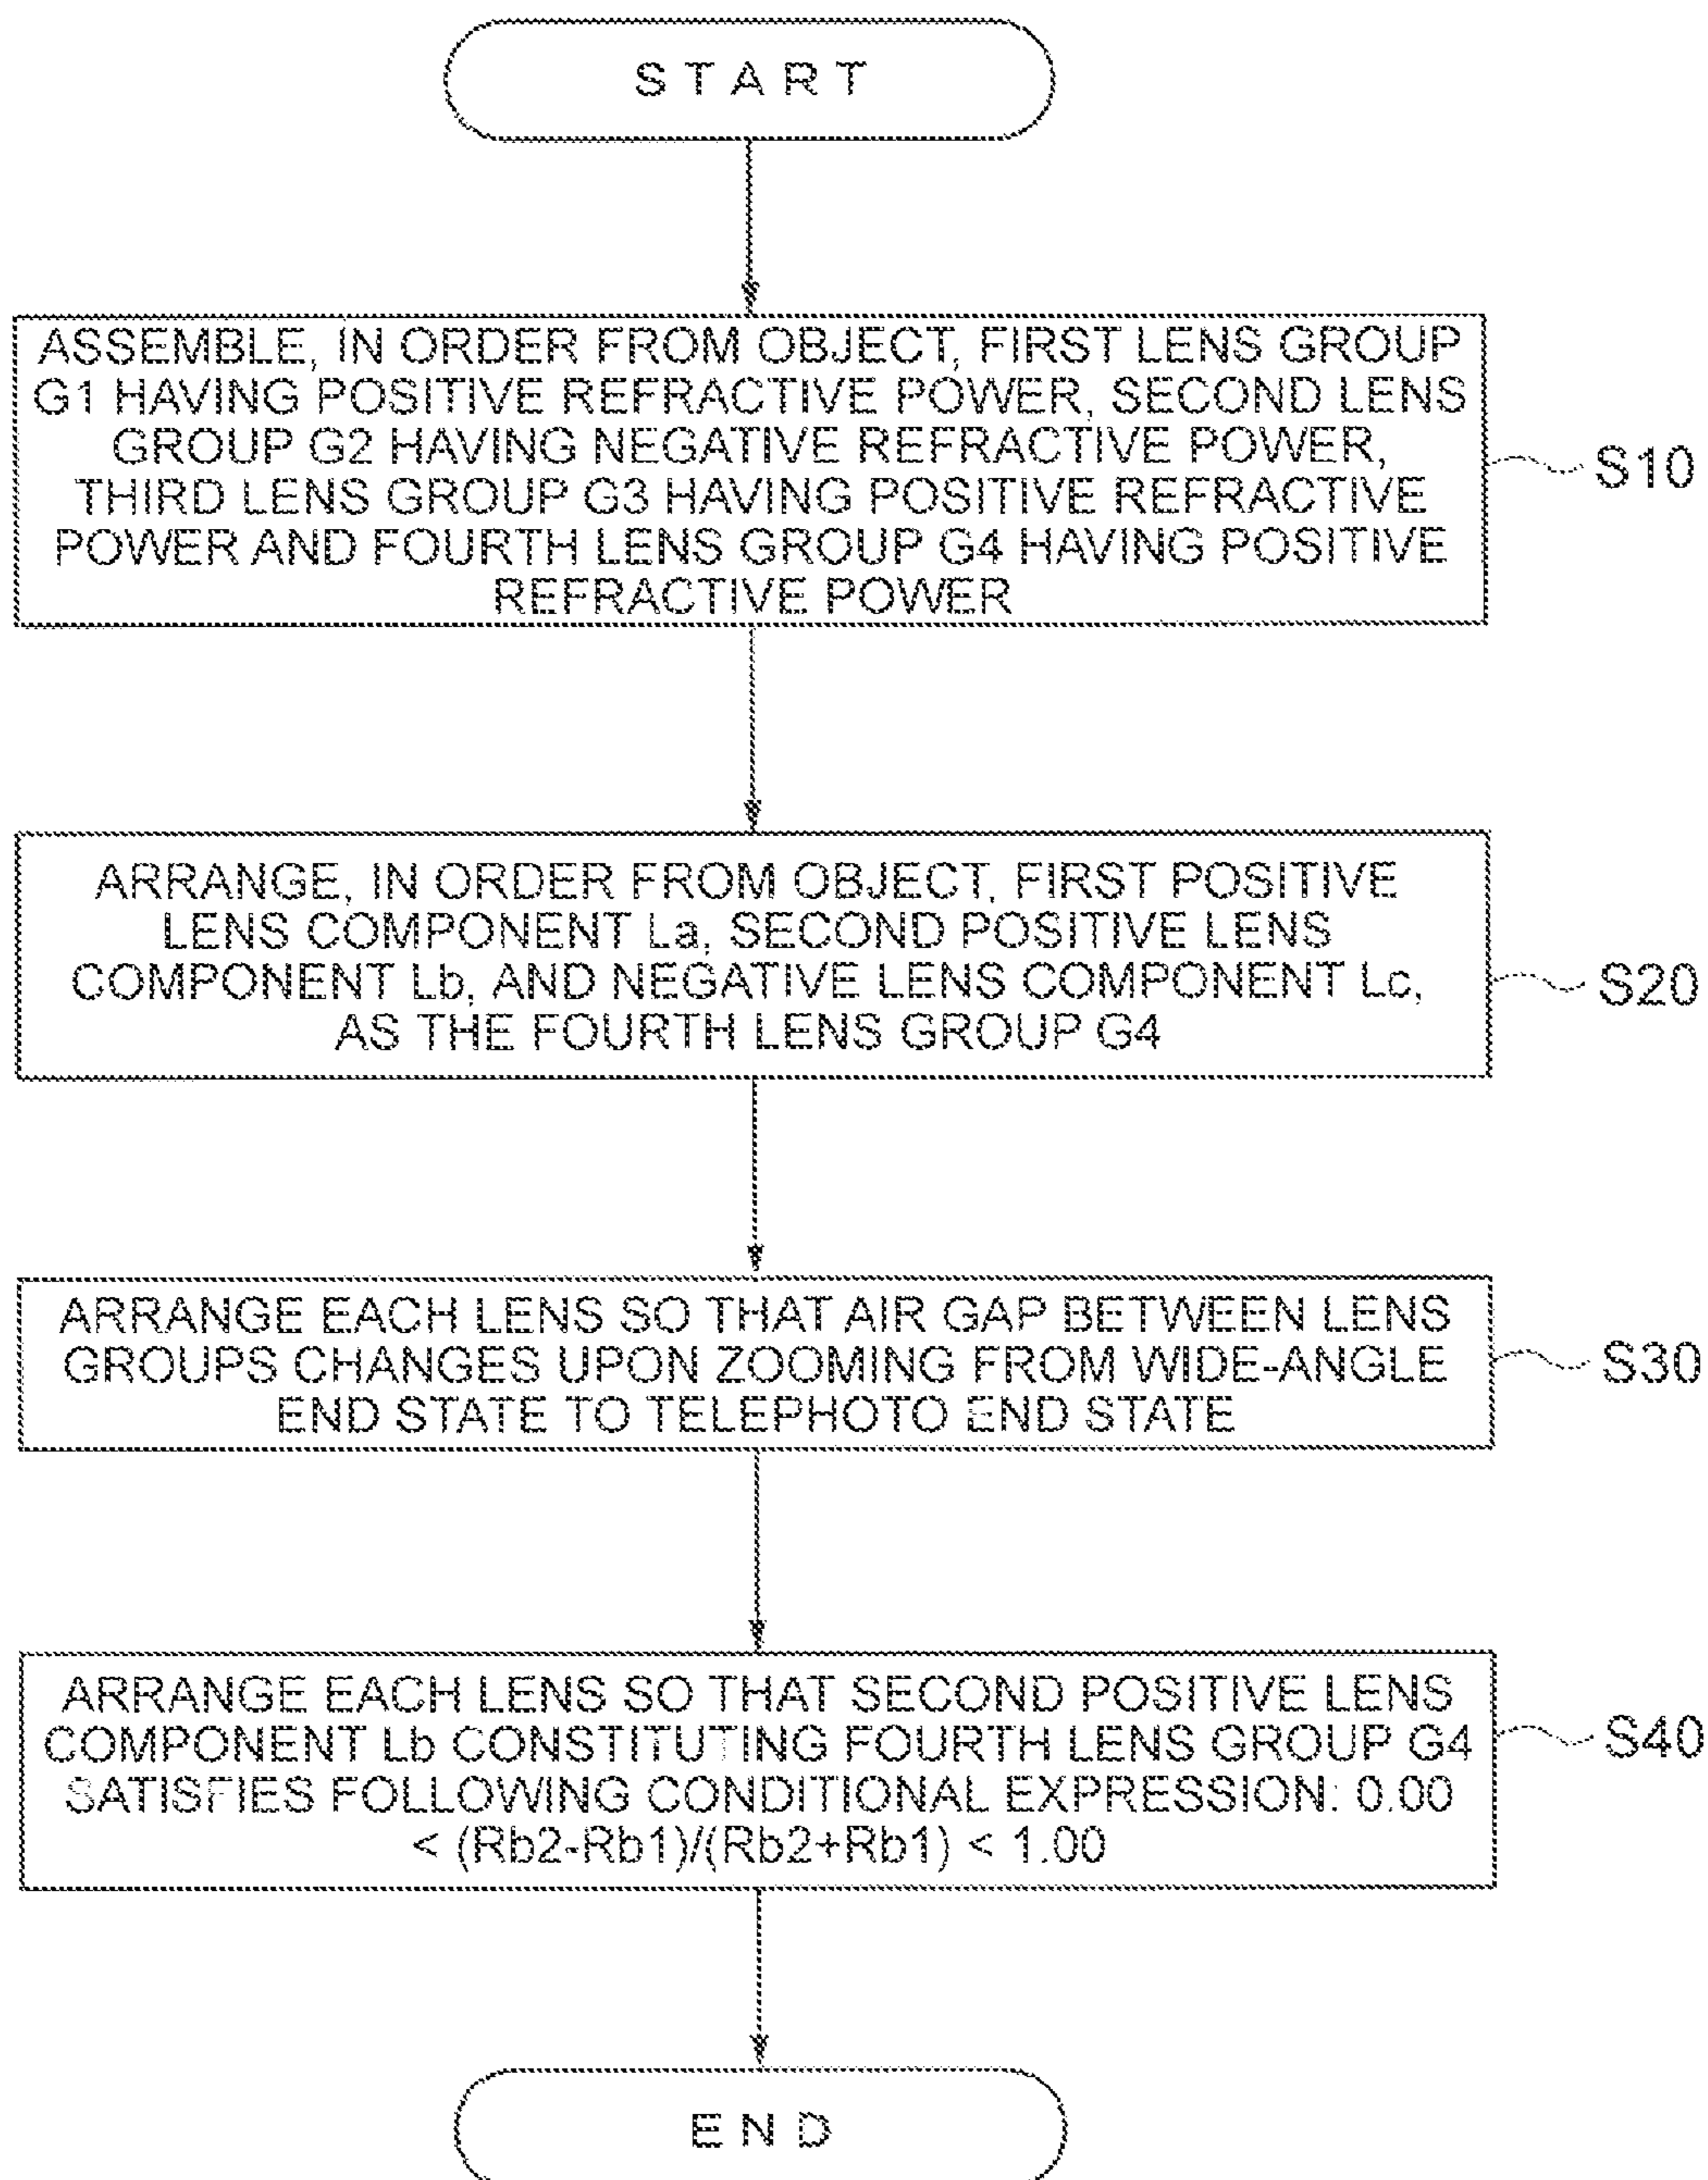 START
ASSEMBLE, IN ORDER FROM OBJECT, FIRST LENS GROUP
G1 HAVING POSITIVE REFRACTIVE POWER, SECOND LENS
GROUP G2 HAVING NEGATIVE REFRACTIVE POWER,
THIRD LENS GROUP G3 HAVING POSITIVE REFRACTIVE
POWER AND FOURTH LENS GROUP G4 HAVING POSITIVE
REFRACTIVE POWER
S10
ARRANGE, IN ORDER FROM OBJECT, FIRST POSITIVE
LENS COMPONENT La, SECOND POSITIVE LENS
COMPONENT Lb, AND NEGATIVE LENS COMPONENT Lc,
AS THE FOURTH LENS GROUP G4
S20
ARRANGE EACH LENS SO THAT AIR GAP BETWEEN LENS
GROUPS CHANGES UPON ZOOMING FROM WIDE-ANGLE
END STATE TO TELEPHOTO END STATE
S30
ARRANGE EACH LENS SO THAT SECOND POSITIVE LENS
COMPONENT Lb CONSTITUTING FOURTH LENS GROUP G4
SATISFIES FOLLOWING CONDITIONAL EXPRESSION: 0.00
< (Rb2-Rb1)/(Rb2+Rb1) < 1.00
S40
END